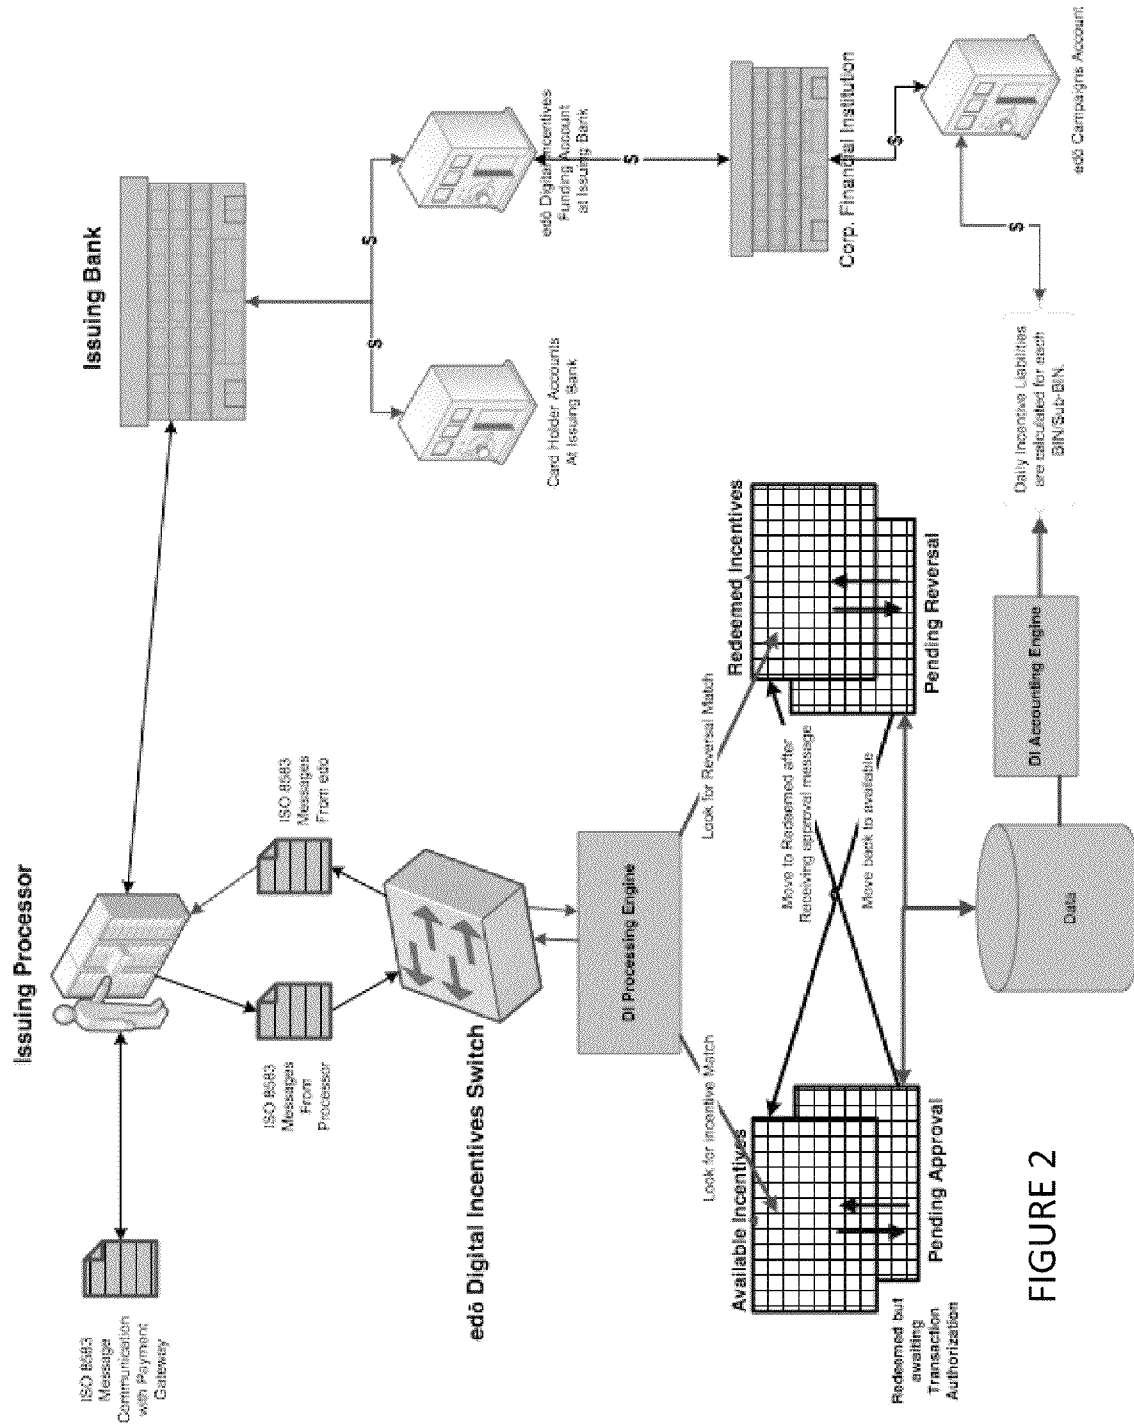 ISO 8583
Message
Communication
with Payment
Gateway
Issuing Processor
Issuing Bank
ISO 8583
Messages
From
Processor
ISO 8583
Messages
From edo
edō Digital Incentives Switch
Card Holder Accounts
At Issuing Bank
edō Digital Incentives
Funding Account
at Issuing Bank
$
$
$
Corp. Financial Institution
$
edō Campaigns Account
$
DI Processing Engine
Look for Incentive Match
Look for Reversal Match
Available Incentives
Redeemed Incentives
Move to Redeemed after
Receiving approval message
Move back to available
Pending Approval
Pending Reversal
Redeemed but
awaiting
Transaction
Authorization
Data
DI Accounting Engine
Daily Incentive Liabilities
are calculated for each
BIN/Sub-BIN.
FIGURE 2